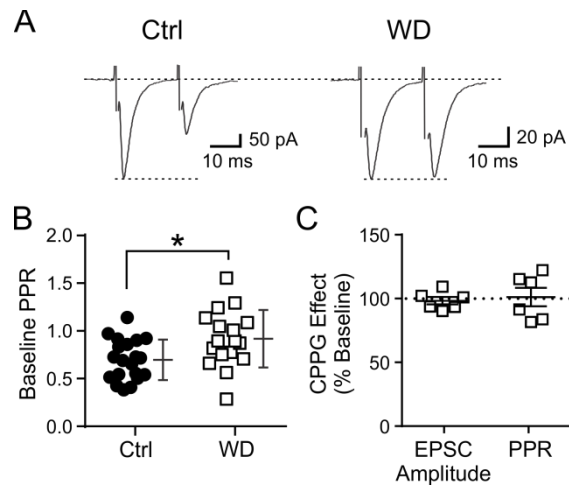 A
Ctrl
WD
50 pA
10 ms
20 pA
10 ms
B
*
2.0
1.5
1.0
0.5
0.0
Baseline PPR
Ctrl
WD
C
150
100
50
0
CPPG Effect
(% Baseline)
EPSC
Amplitude
PPR